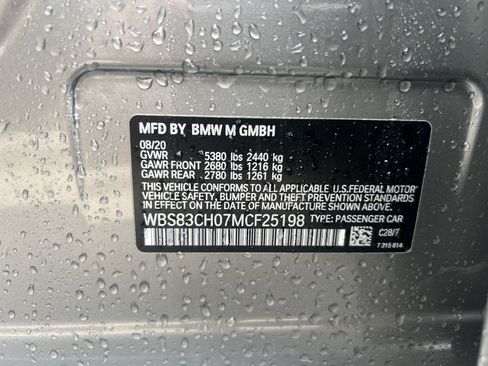 MFD BY BMW M GMBH
08/20
GVWR 5380 lbs 2440 kg
GAWR FRONT 2680 lbs 1216 kg
GAWR REAR 2780 lbs 1261 kg
THIS VEHICLE CONFORMS TO ALL APPLICABLE U.S.FEDERAL MOTOR
VEHICLE SAFETY, BUMPER, AND THEFT PREVENTION STANDARDS
IN EFFECT ON THE DATE OF MANUFACTURE SHOWN ABOVE.
WBS83CH07MCF25198 TYPE: PASSENGER CAR
C28/7
7 315 814